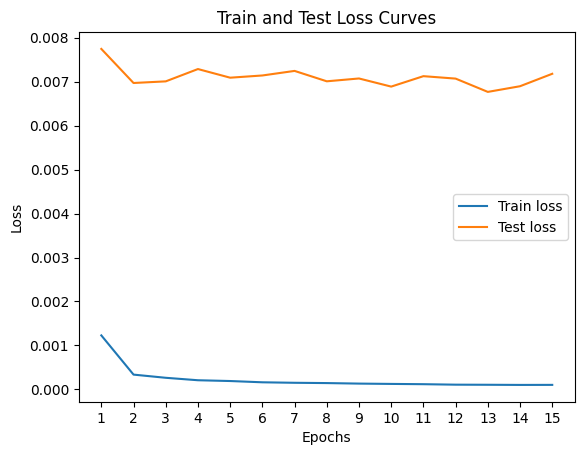 Train and Test Loss Curves
0.008
0.007
0.006
0.005
0.004
0.003
0.002
0.001
0.000
Loss
Train loss
Test loss
1 2 3 4 5 6 7 8 9 10 11 12 13 14 15
Epochs